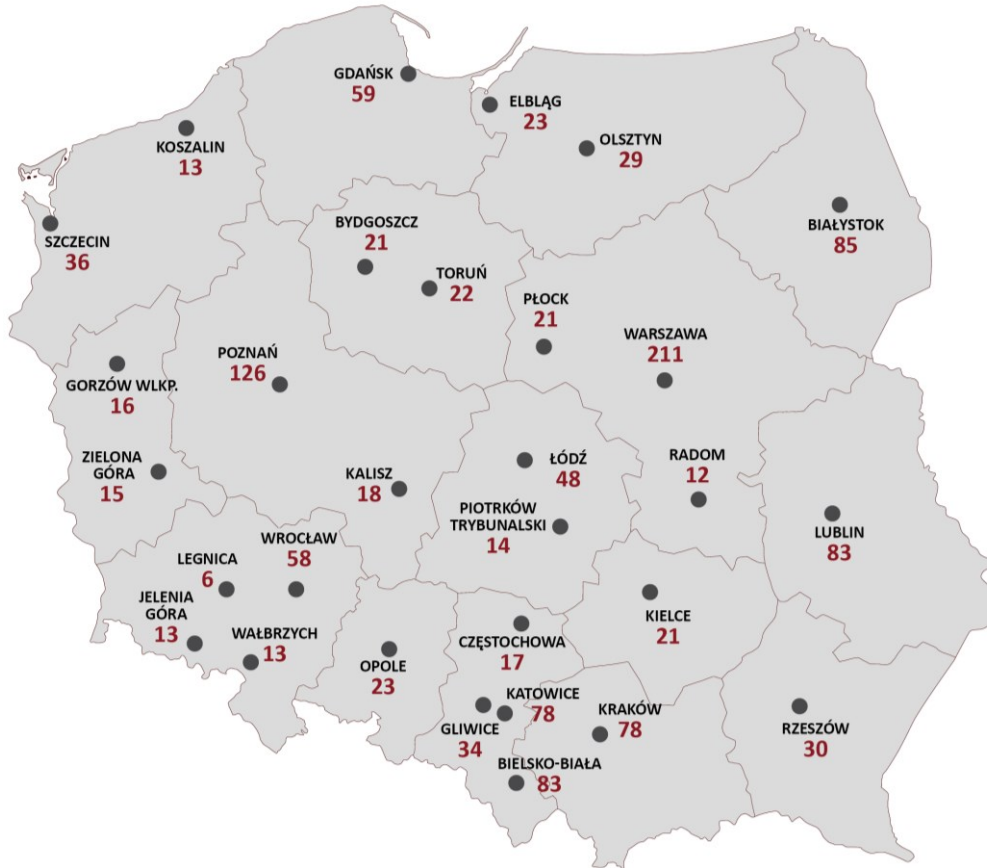 GDAŃSK
59
ELBLĄG
23
KOSZALIN
13
OLSZTYN
29
SZCZECIN
36
BYDGOSZCZ
21
TORUŃ
22
BIAŁYSTOK
85
PŁOCK
21
WARSZAWA
211
POZNAŃ
126
GORZÓW WLKP.
16
ZIELONA
GÓRA
15
KALISZ
18
ŁÓDŹ
48
RADOM
12
PIOTRKÓW
TRYBUNALSKI
14
LUBLIN
83
WROCŁAW
58
LEGNICA
6
JELENIA
GÓRA
13
WAŁBRZYCH
13
OPOLE
23
CZĘSTOCHOWA
17
KIELCE
21
KATOWICE
78
GLIWICE
34
KRAKÓW
78
RZESZÓW
30
BIELSKO-BIAŁA
83